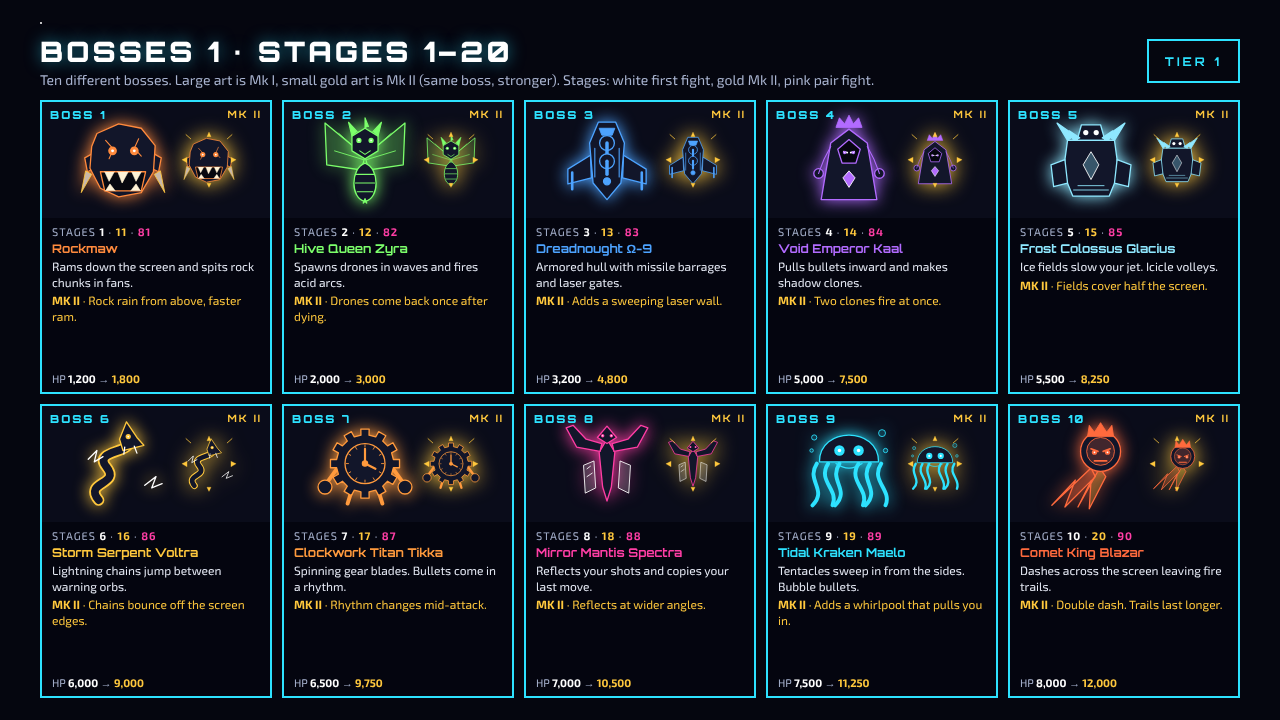 BOSSES 1 · STAGES 1–20
Ten different bosses. Large art is Mk I, small gold art is Mk II (same boss, stronger). Stages: white first fight, gold Mk II, pink pair fight.
TIER 1
BOSS 1
MK II
STAGES 1 · 11 · 81
Rockmaw
Rams down the screen and spits rock
chunks in fans.
MK II · Rock rain from above, faster
ram.
HP 1,200 → 1,800
BOSS 2
MK II
STAGES 2 · 12 · 82
Hive Queen Zyra
Spawns drones in waves and fires
acid arcs.
MK II · Drones come back once after
dying.
HP 2,000 → 3,000
BOSS 3
MK II
STAGES 3 · 13 · 83
Dreadnought Ω-9
Armored hull with missile barrages
and laser gates.
MK II · Adds a sweeping laser wall.
HP 3,200 → 4,800
BOSS 4
MK II
STAGES 4 · 14 · 84
Void Emperor Kaal
Pulls bullets inward and makes
shadow clones.
MK II · Two clones fire at once.
HP 5,000 → 7,500
BOSS 5
MK II
STAGES 5 · 15 · 85
Frost Colossus Glacius
Ice fields slow your jet. Icicle volleys.
MK II · Fields cover half the screen.
HP 5,500 → 8,250
BOSS 6
MK II
STAGES 6 · 16 · 86
Storm Serpent Voltra
Lightning chains jump between
warning orbs.
MK II · Chains bounce off the screen
edges.
HP 6,000 → 9,000
BOSS 7
MK II
STAGES 7 · 17 · 87
Clockwork Titan Tikka
Spinning gear blades. Bullets come in
a rhythm.
MK II · Rhythm changes mid-attack.
HP 6,500 → 9,750
BOSS 8
MK II
STAGES 8 · 18 · 88
Mirror Mantis Spectra
Reflects your shots and copies your
last move.
MK II · Reflects at wider angles.
HP 7,000 → 10,500
BOSS 9
MK II
STAGES 9 · 19 · 89
Tidal Kraken Maelo
Tentacles sweep in from the sides.
Bubble bullets.
MK II · Adds a whirlpool that pulls you
in.
HP 7,500 → 11,250
BOSS 10
MK II
STAGES 10 · 20 · 90
Comet King Blazar
Dashes across the screen leaving fire
trails.
MK II · Double dash. Trails last longer.
HP 8,000 → 12,000